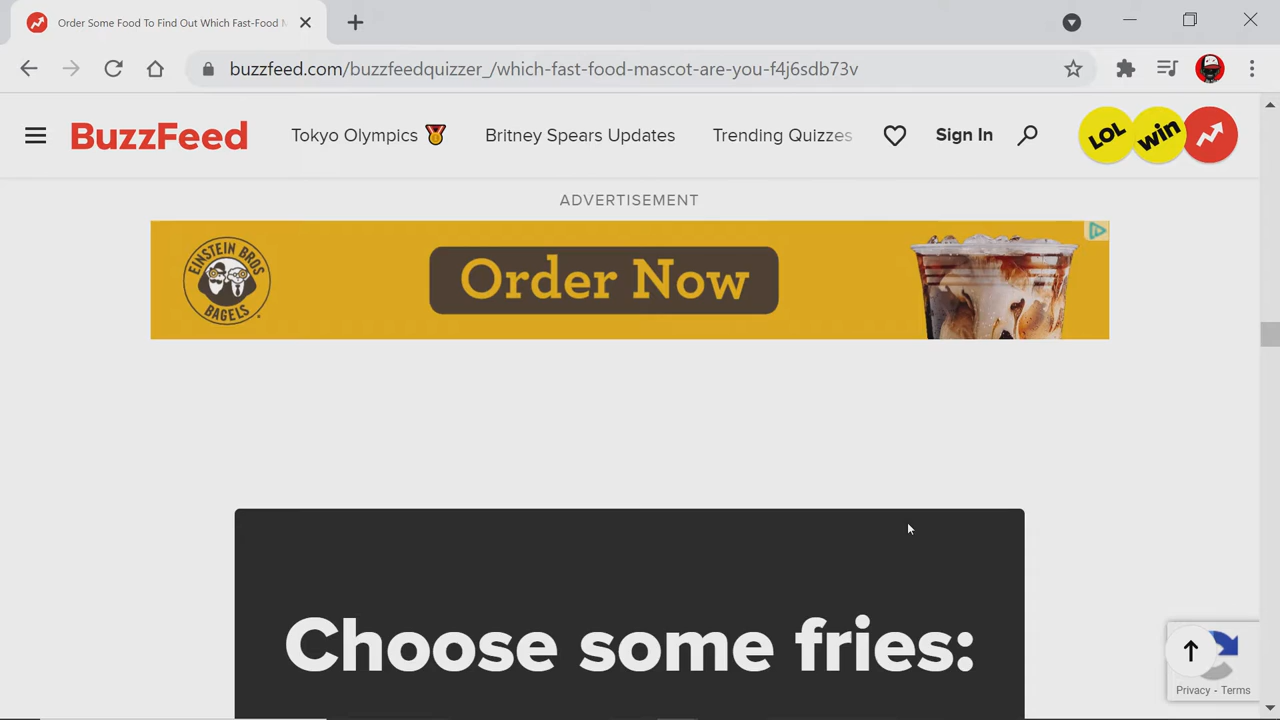 Order Some Food To Find Out Which Fast-Food M
buzzfeed.com/buzzfeedquizzer_/which-fast-food-mascot-are-you-f4j6sdb73v
BuzzFeed
Tokyo Olympics
Britney Spears Updates
Trending Quizzes
Sign In
LOL
win
ADVERTISEMENT
EINSTEIN BROS
BAGELS
Order Now
Choose some fries:
Privacy - Terms